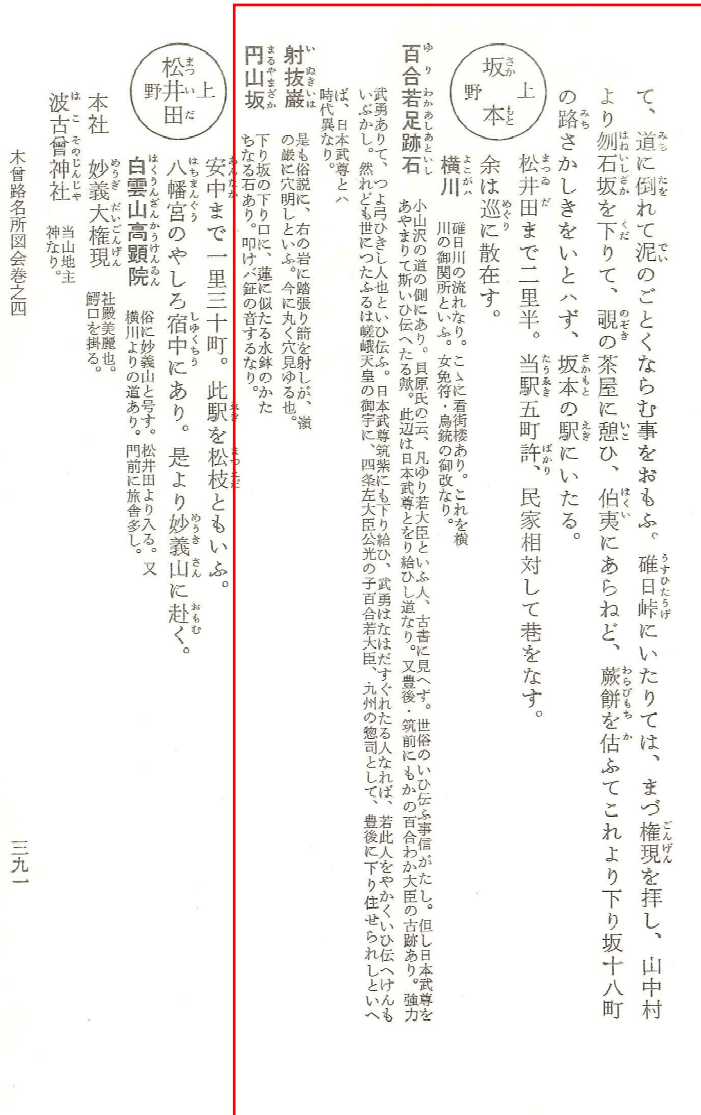 て、道に倒れて泥のごとくならむ事をおもふ。碓日峠にいたりては、まづ権現を拝し、山中村
より刎石坂を下りて、覗の茶屋に憩ひ、伯夷にあらねど、蕨餅を估ふてこれより下り坂十八町
の路さかしきをいとハず、坂本の駅にいたる。
上野 坂本
松井田まで二里半。当駅五町許、民家相対して巷をなす。
余は巡に散在す。
横川
碓日川の流れなり。こゝに看街楼あり。これを横
川の御関所といふ。女免符・鳥銃の御改なり。
百合若足跡石
小山沢の道の側にあり。貝原氏の云、凡ゆり若大臣といふ人、古書に見へず。世俗のいひ伝ふ事信がたし。但し日本武尊を
あやまりて斯いひ伝へたる歟。此辺は日本武尊とをり給ひし道なり。又豊後・筑前にもかの百合わか大臣の古跡あり。強力
武勇ありて、つよ弓ひきし人也といひ伝ふ。日本武尊筑紫にも下り給ひ、武勇はなはだすぐれたる人なれば、若此人をやかくいひ伝へけんも
いぶかし。然れども世につたふるは嵯峨天皇の御宇に、四条左大臣公光の子百合若大臣、九州の惣司として、豊後に下り住せられしといへ
ば、日本武尊とハ
時代異なり。
射抜巌
是も俗説に、右の岩に踏張り箭を射しが、嶺
の巌に穴明しといふ。今に丸く穴見ゆる也。
円山坂
下り坂の下り口に、蓮に似たる水鉢のかた
ちなる石あり。叩けバ鉦の音するなり。
上野 松井田
安中まで一里三十町。此駅を松枝ともいふ。
八幡宮のやしろ宿中にあり。是より妙義山に赴く。
白雲山高顕院
俗に妙義山と号す。松井田より入る。又
横川よりの道あり。門前に旅舎多し。
本社 妙義大権現
社殿美麗也。
鰐口を掛る。
波古曾神社
当山地主
神なり。
木曾路名所図会巻之四
三九一